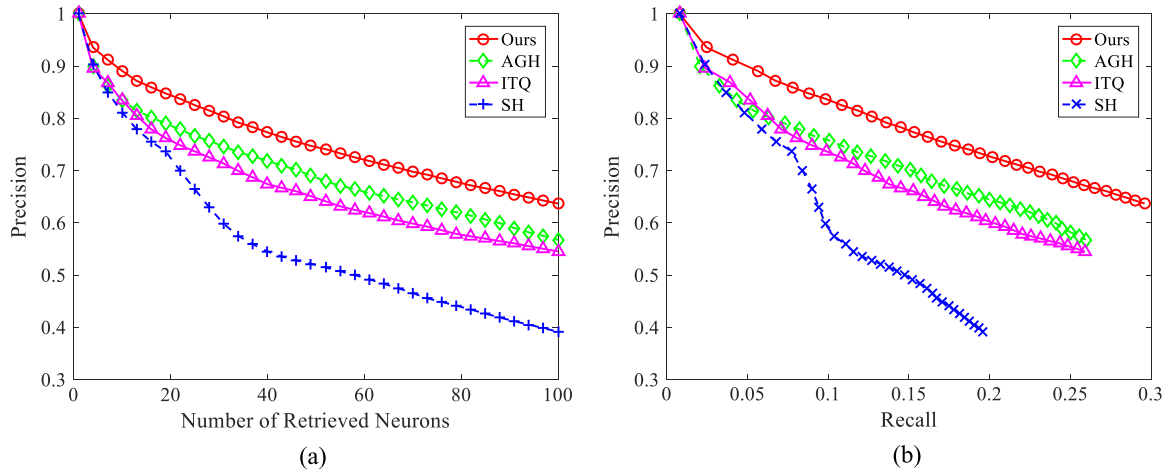 1
0.9
0.8
0.7
0.6
0.5
0.4
0.3
Precision
0 20 40 60 80 100
Number of Retrieved Neurons
Ours
AGH
ITQ
SH
(a)
1
0.9
0.8
0.7
0.6
0.5
0.4
0.3
Precision
0 0.05 0.1 0.15 0.2 0.25 0.3
Recall
Ours
AGH
ITQ
SH
(b)